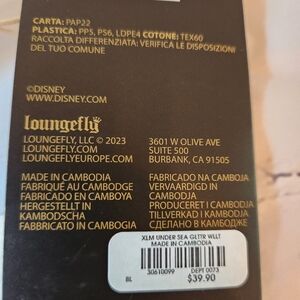 CARTA: PAP22
PLASTICA: PP5, PS6, LDPE4 COTONE: TEX60
RACCOLTA DIFFERENZIATA: VERIFICA LE DISPOSIZIONI
DEL TUO COMUNE
©DISNEY
WWW.DISNEY.COM
loungefly
LOUNGEFLY, LLC © 2023
LOUNGEFLY.COM
LOUNGEFLYEUROPE.COM
3601 W OLIVE AVE
SUITE 500
BURBANK, CA 91505
MADE IN CAMBODIA
FABRIQUÉ AU CAMBODGE
FABRICADO EN CAMBOYA
HERGESTELLT IN
KAMBODSCHA
FABBRICATO IN CAMBOGIA
FABRICADO NA CAMBOJA
VERVAARDIGD IN
CAMBODJA
PRODUCERET I CAMBODJA
TILLVERKAD I KAMBODJA
СДЕЛАНО В КАМБОДЖЕ
XLM UNDER SEA GLTTR WLLT
MADE IN CAMBODIA
30610099 DEPT 0073
BL $39.90